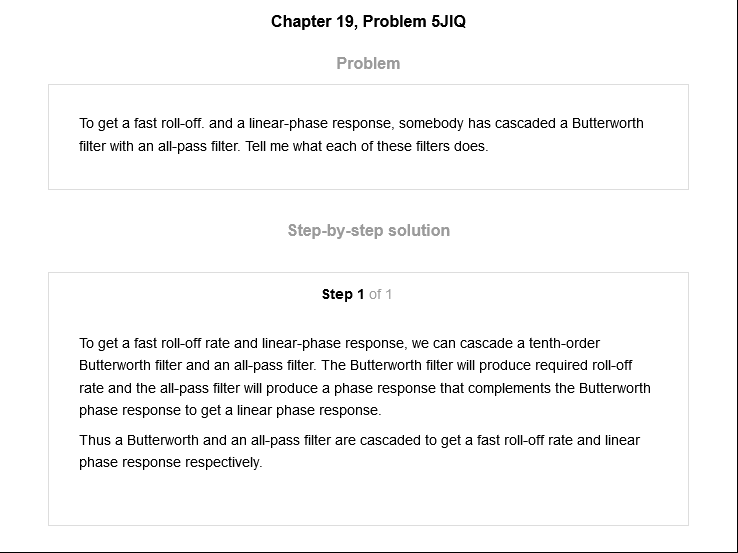 Chapter 19, Problem 5JIQ
Problem
To get a fast roll-off. and a linear-phase response, somebody has cascaded a Butterworth
filter with an all-pass filter. Tell me what each of these filters does.
Step-by-step solution
Step 1 of 1
To get a fast roll-off rate and linear-phase response, we can cascade a tenth-order
Butterworth filter and an all-pass filter. The Butterworth filter will produce required roll-off
rate and the all-pass filter will produce a phase response that complements the Butterworth
phase response to get a linear phase response.
Thus a Butterworth and an all-pass filter are cascaded to get a fast roll-off rate and linear
phase response respectively.